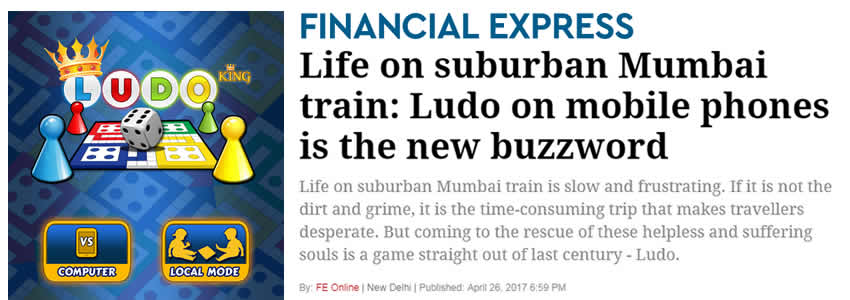 LUDO
KING
VS
COMPUTER
LOCAL MODE
FINANCIAL EXPRESS
Life on suburban Mumbai
train: Ludo on mobile phones
is the new buzzword
Life on suburban Mumbai train is slow and frustrating. If it is not the
dirt and grime, it is the time-consuming trip that makes travellers
desperate. But coming to the rescue of these helpless and suffering
souls is a game straight out of last century - Ludo.
By: FE Online | New Delhi | Published: April 26, 2017 6:59 PM